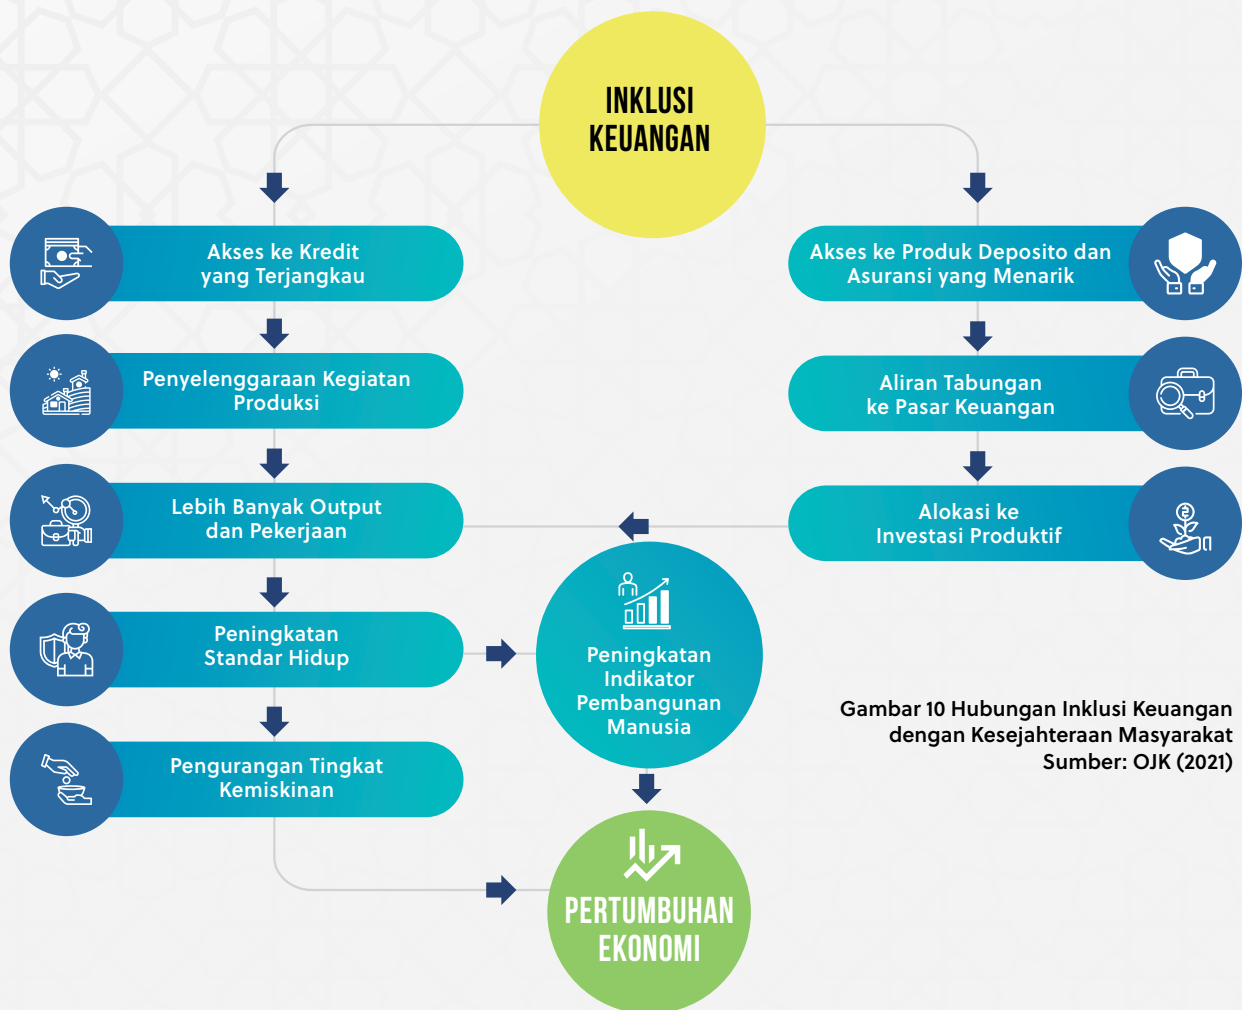 INKLUSI
KEUANGAN
Akses ke Kredit
yang Terjangkau
Penyelenggaraan Kegiatan
Produksi
Lebih Banyak Output
dan Pekerjaan
Peningkatan
Standar Hidup
Pengurangan Tingkat
Kemiskinan
Akses ke Produk Deposito dan
Asuransi yang Menarik
Aliran Tabungan
ke Pasar Keuangan
Alokasi ke
Investasi Produktif
Peningkatan
Indikator
Pembangunan
Manusia
PERTUMBUHAN
EKONOMI
Gambar 10 Hubungan Inklusi Keuangan
dengan Kesejahteraan Masyarakat
Sumber: OJK (2021)